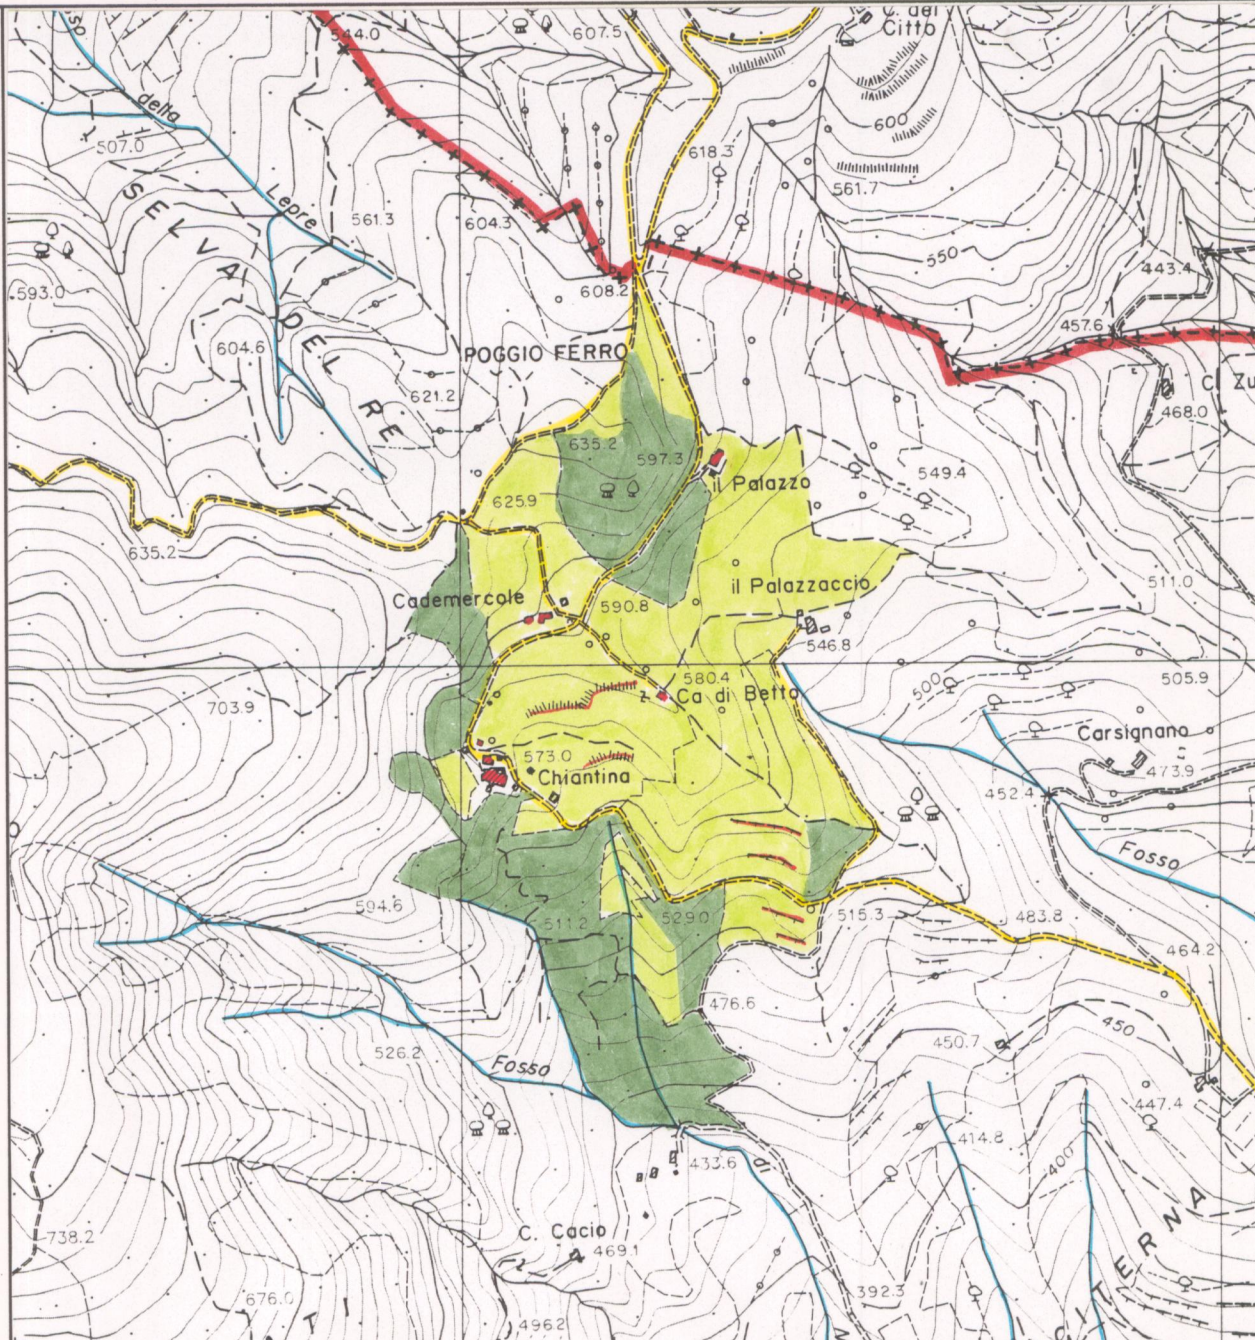 C. del
Citto
607.5
544.0
della
600
507.0
618.3
561.7
Lepre
561.3
604.3
SELVA DEL RE
550
443.4
593.0
608.2
457.6
604.6
POGGIO FERRO
C. Zu
621.2
468.0
635.2
597.3
549.4
il Palazzo
625.9
635.2
511.0
il Palazzaccio
Cademercole
590.8
546.8
580.4
505.9
500
Ca di Betto
703.9
Carsignano
573.0
Chiantina
473.9
452.4
Fosso
594.6
511.2
529.0
515.3
483.8
464.2
476.6
450
450.7
526.2
Fosso
447.4
414.8
400
433.6
di
C. Cacio
469.1
738.2
676.0
392.3
496.2
ITERNA